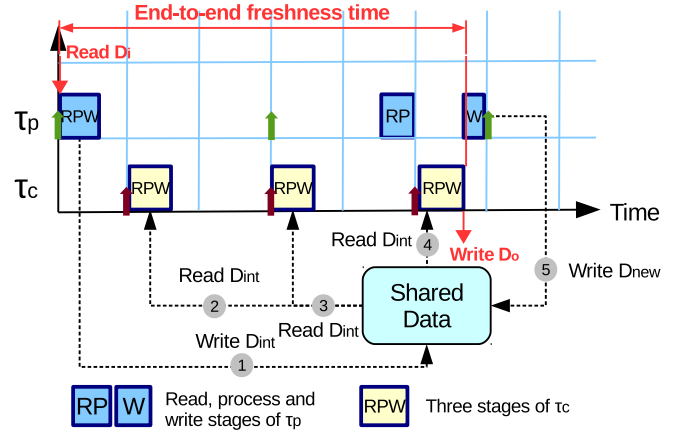 End-to-end freshness time
Read Di
τp
RPW
RP
W
τc
RPW
RPW
RPW
Time
Read Dint
4
Write Do
Read Dint
2
3
Read Dint
Shared
Data
5
Write Dnew
Write Dint
1
RP
W
Read, process and
write stages of τp
RPW
Three stages of τc